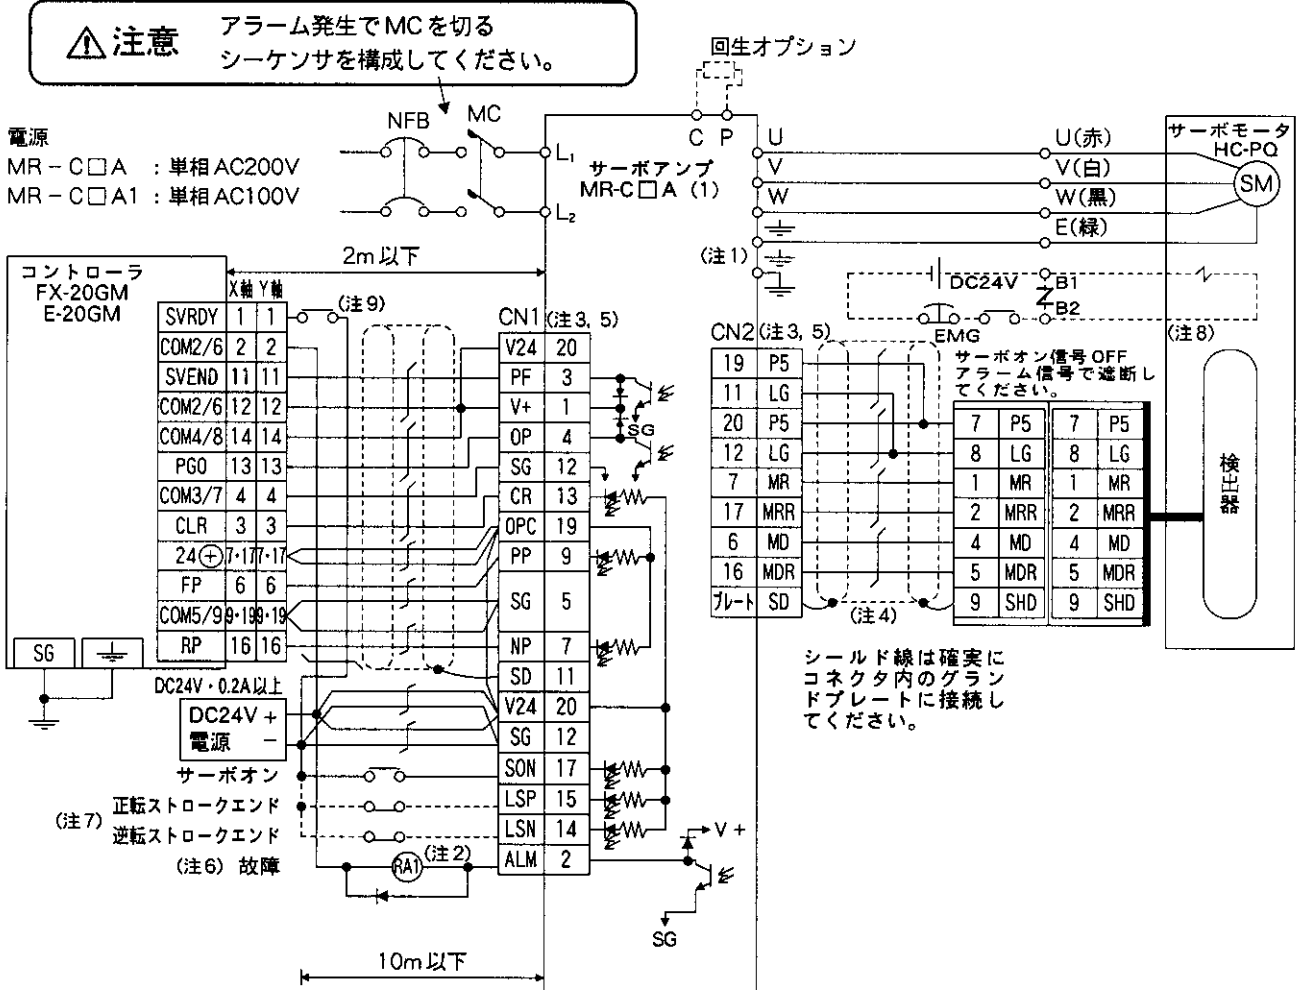 注意
アラーム発生でMCを切る
シーケンサを構成してください。
回生オプション
C P
電源
MR－C□A ：単相AC200V
MR－C□A1 ：単相AC100V
NFB MC
L1
L2
サーボアンプ
MR-C□A (1)
U
V
W
U(赤)
V(白)
W(黒)
E(緑)
サーボモータ
HC-PQ
SM
(注1)
2m以下
コントローラ
FX-20GM
E-20GM
X軸 Y軸
SVRDY 1 1
COM2/6 2 2
SVEND 11 11
COM2/6 12 12
COM4/8 14 14
PG0 13 13
COM3/7 4 4
CLR 3 3
24⊕ 7・17 7・17
FP 6 6
COM5/9 9・19 9・19
RP 16 16
(注9)
SG
CN1 (注3, 5)
V24 20
PF 3
V+ 1
OP 4
SG 12
CR 13
OPC 19
PP 9
SG 5
NP 7
SD 11
V24 20
SG 12
SON 17
LSP 15
LSN 14
ALM 2
SG
V +
SG
DC24V・0.2A以上
DC24V +
電源 －
サーボオン
(注7)
正転ストロークエンド
逆転ストロークエンド
(注6) 故障
RA1
(注2)
10m以下
DC24V
B1
B2
EMG
サーボオン信号OFF
アラーム信号で遮断し
てください。
(注8)
CN2 (注3, 5)
19 P5
11 LG
20 P5
12 LG
7 MR
17 MRR
6 MD
16 MDR
プレート SD
(注4)
7 P5 7 P5
8 LG 8 LG
1 MR 1 MR
2 MRR 2 MRR
4 MD 4 MD
5 MDR 5 MDR
9 SHD 9 SHD
検出器
シールド線は確実に
コネクタ内のグラン
ドプレートに接続し
てください。